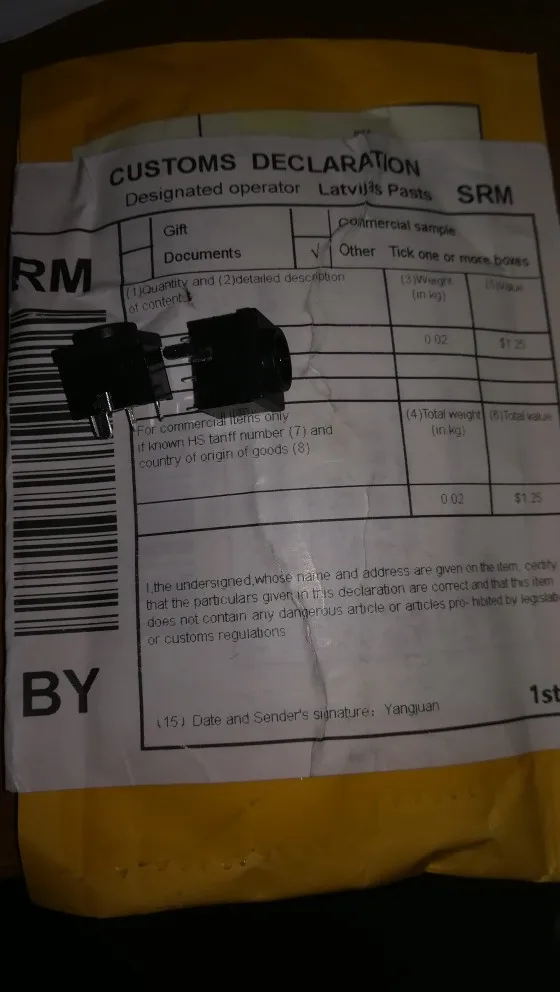 CUSTOMS DECLARATION
Designated operator Latvijas Pasts SRM
Gift
Commercial sample
Documents
√ Other Tick one or more boxes
RM
(1)Quantity and (2)detailed description
of contents
(3)Weight
(in kg)
(5)Value
0.02
$1.25
For commercial items only
if known HS tariff number (7) and
country of origin of goods (8)
(4)Total weight
(in kg)
(6)Total value
0.02
$1.25
I,the undersigned,whose name and address are given on the item, certify
that the particulars given in this declaration are correct and that this item
does not contain any dangerous article or articles pro- hibited by legislat
or customs regulations
BY
1st
(15) Date and Sender's signature: Yangjuan